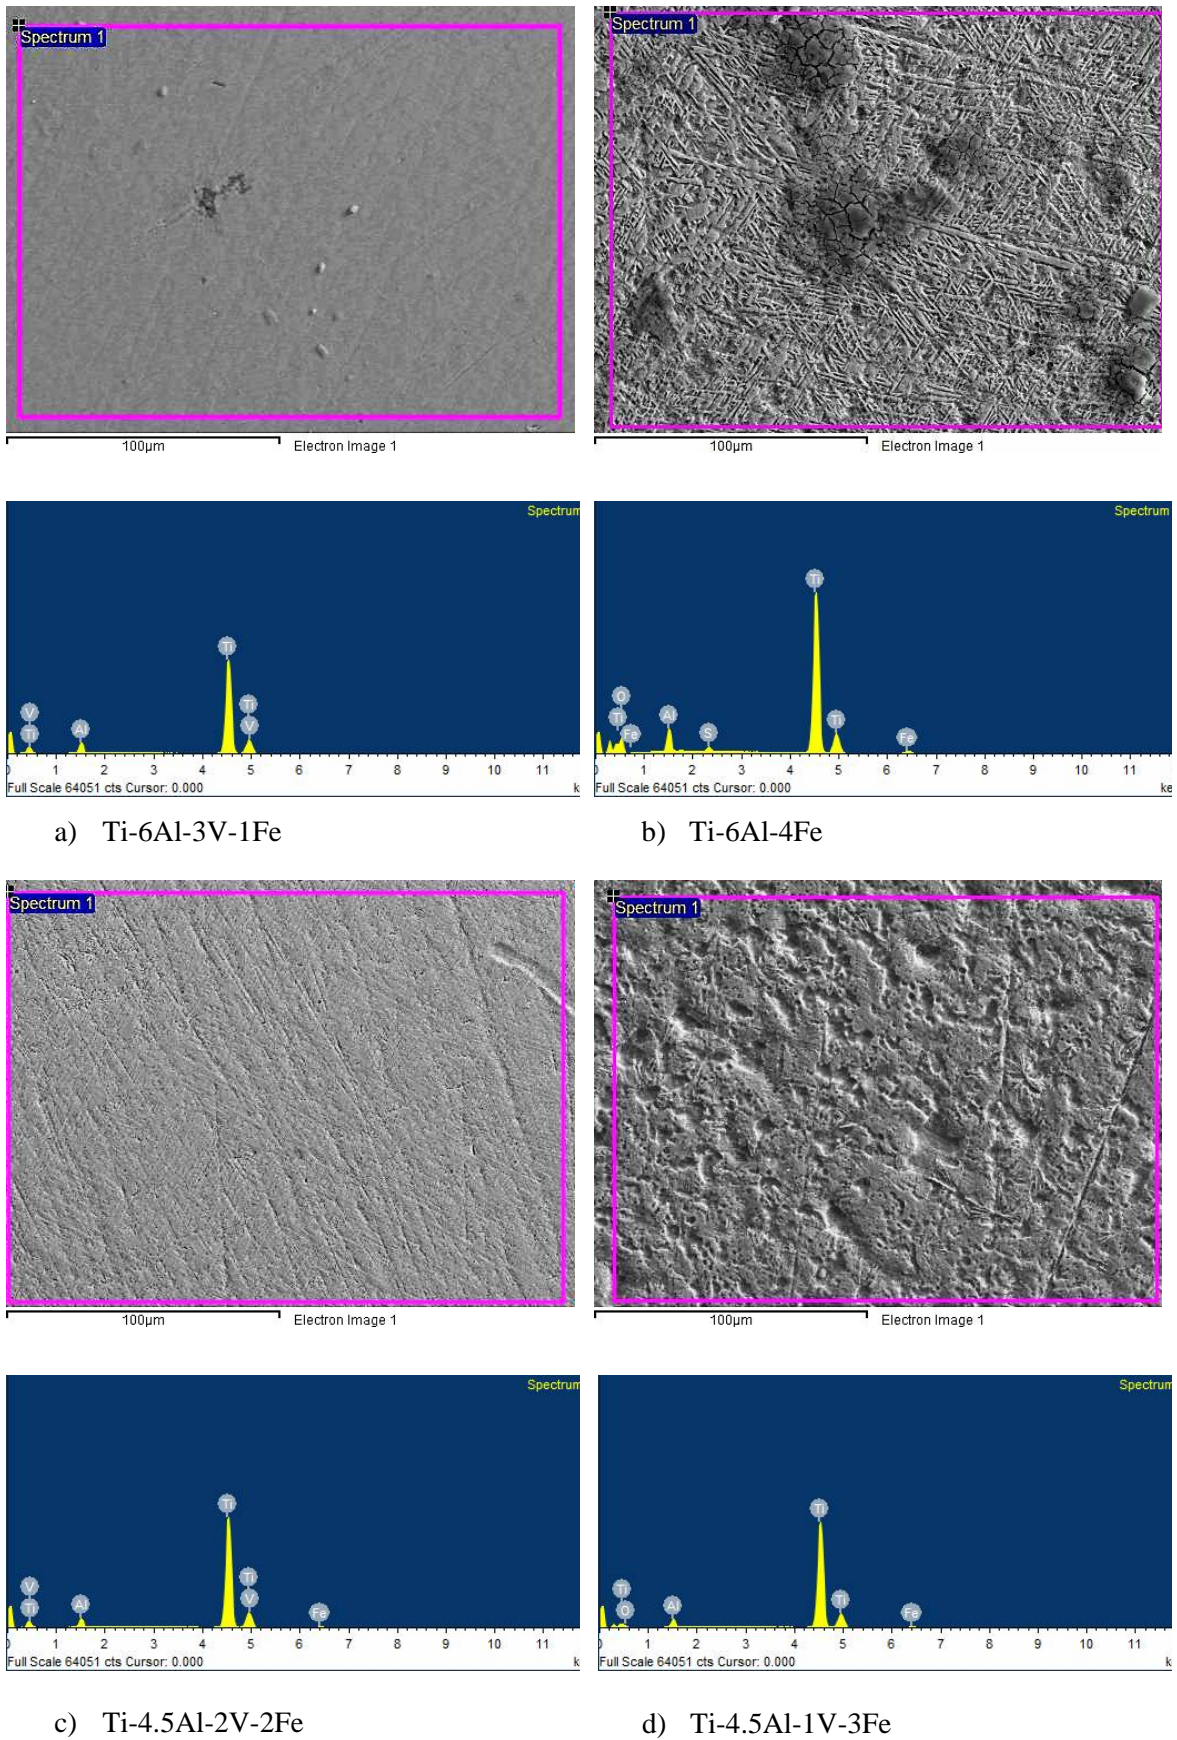 Spectrum 1
100µm Electron Image 1
Spectrum 1
100µm Electron Image 1
Spectrum
Ti
V
Ti
Al
Ti
V
0 1 2 3 4 5 6 7 8 9 10 11
Full Scale 64051 cts Cursor: 0.000 k
Spectrum
Ti
O
Ti
Fe
Al
S
Ti
Fe
0 1 2 3 4 5 6 7 8 9 10 11
Full Scale 64051 cts Cursor: 0.000 ke
a) Ti-6Al-3V-1Fe
b) Ti-6Al-4Fe
Spectrum 1
100µm Electron Image 1
Spectrum 1
100µm Electron Image 1
Spectrum
Ti
V
Ti
Al
Ti
V
Fe
0 1 2 3 4 5 6 7 8 9 10 11
Full Scale 64051 cts Cursor: 0.000 k
Spectrum
Ti
Ti
O
Al
Ti
Fe
0 1 2 3 4 5 6 7 8 9 10 11
Full Scale 64051 cts Cursor: 0.000 k
c) Ti-4.5Al-2V-2Fe
d) Ti-4.5Al-1V-3Fe